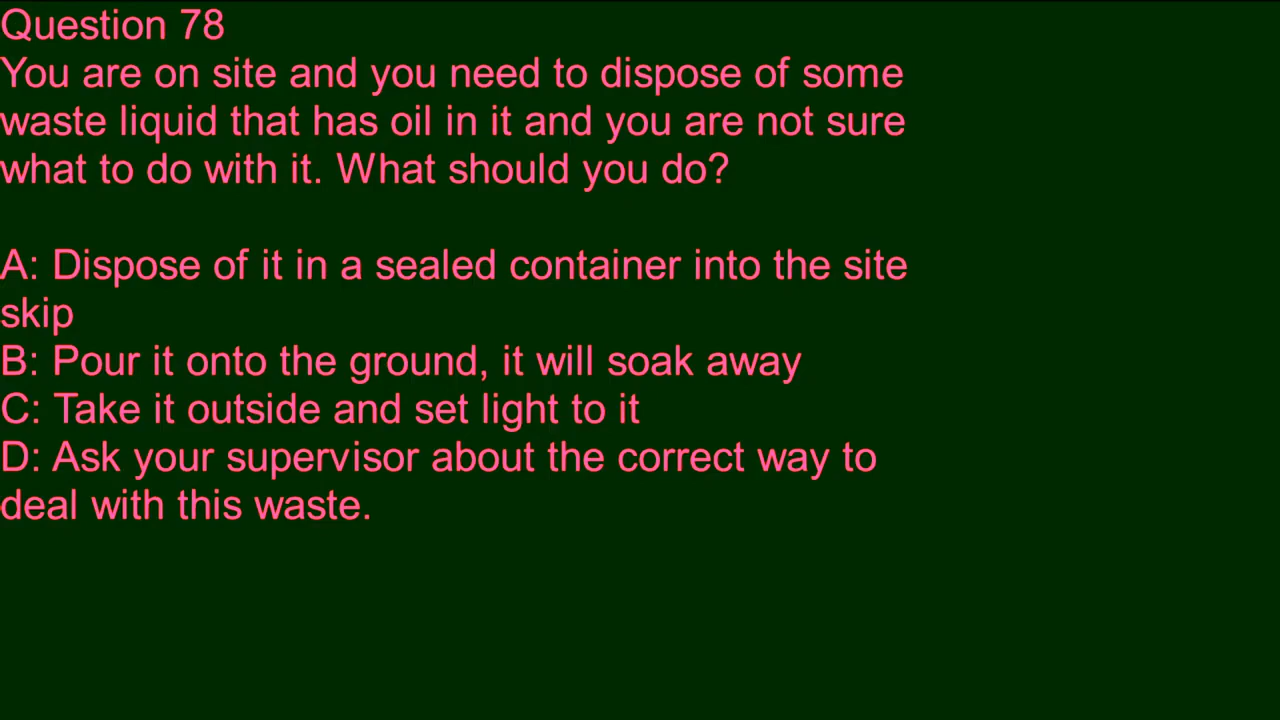 Question 78
You are on site and you need to dispose of some
waste liquid that has oil in it and you are not sure
what to do with it. What should you do?
A: Dispose of it in a sealed container into the site
skip
B: Pour it onto the ground, it will soak away
C: Take it outside and set light to it
D: Ask your supervisor about the correct way to
deal with this waste.